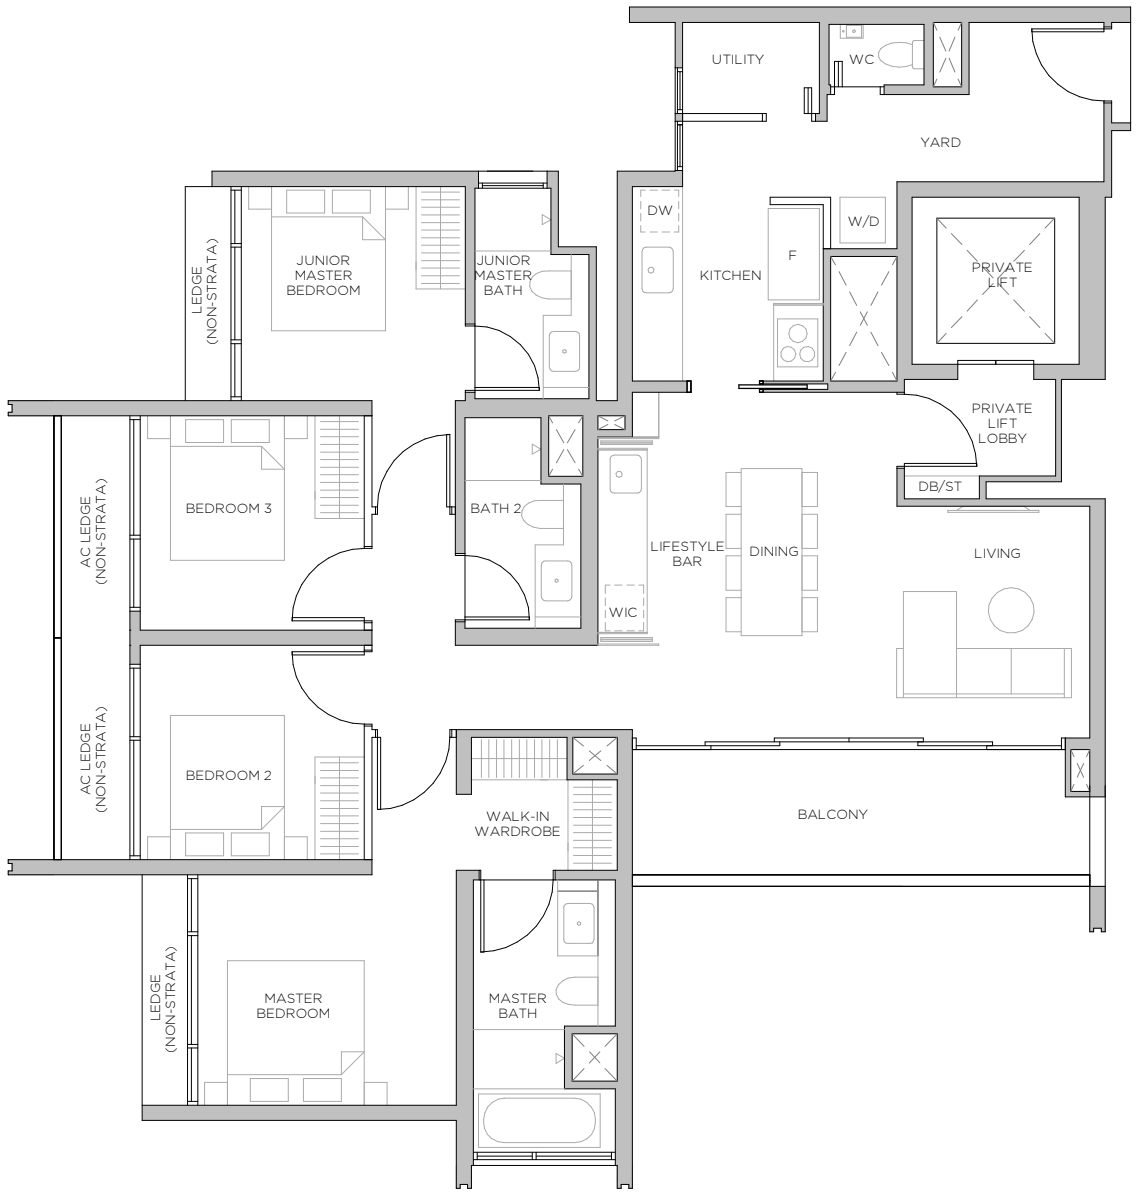 UTILITY
WC
YARD
DW
W/D
F
KITCHEN
PRIVATE
LIFT
LEDGE
(NON-STRATA)
JUNIOR
MASTER
BEDROOM
JUNIOR
MASTER
BATH
PRIVATE
LIFT
LOBBY
DB/ST
AC LEDGE
(NON-STRATA)
BEDROOM 3
BATH 2
LIFESTYLE
BAR
DINING
LIVING
WIC
AC LEDGE
(NON-STRATA)
BEDROOM 2
WALK-IN
WARDROBE
BALCONY
LEDGE
(NON-STRATA)
MASTER
BEDROOM
MASTER
BATH